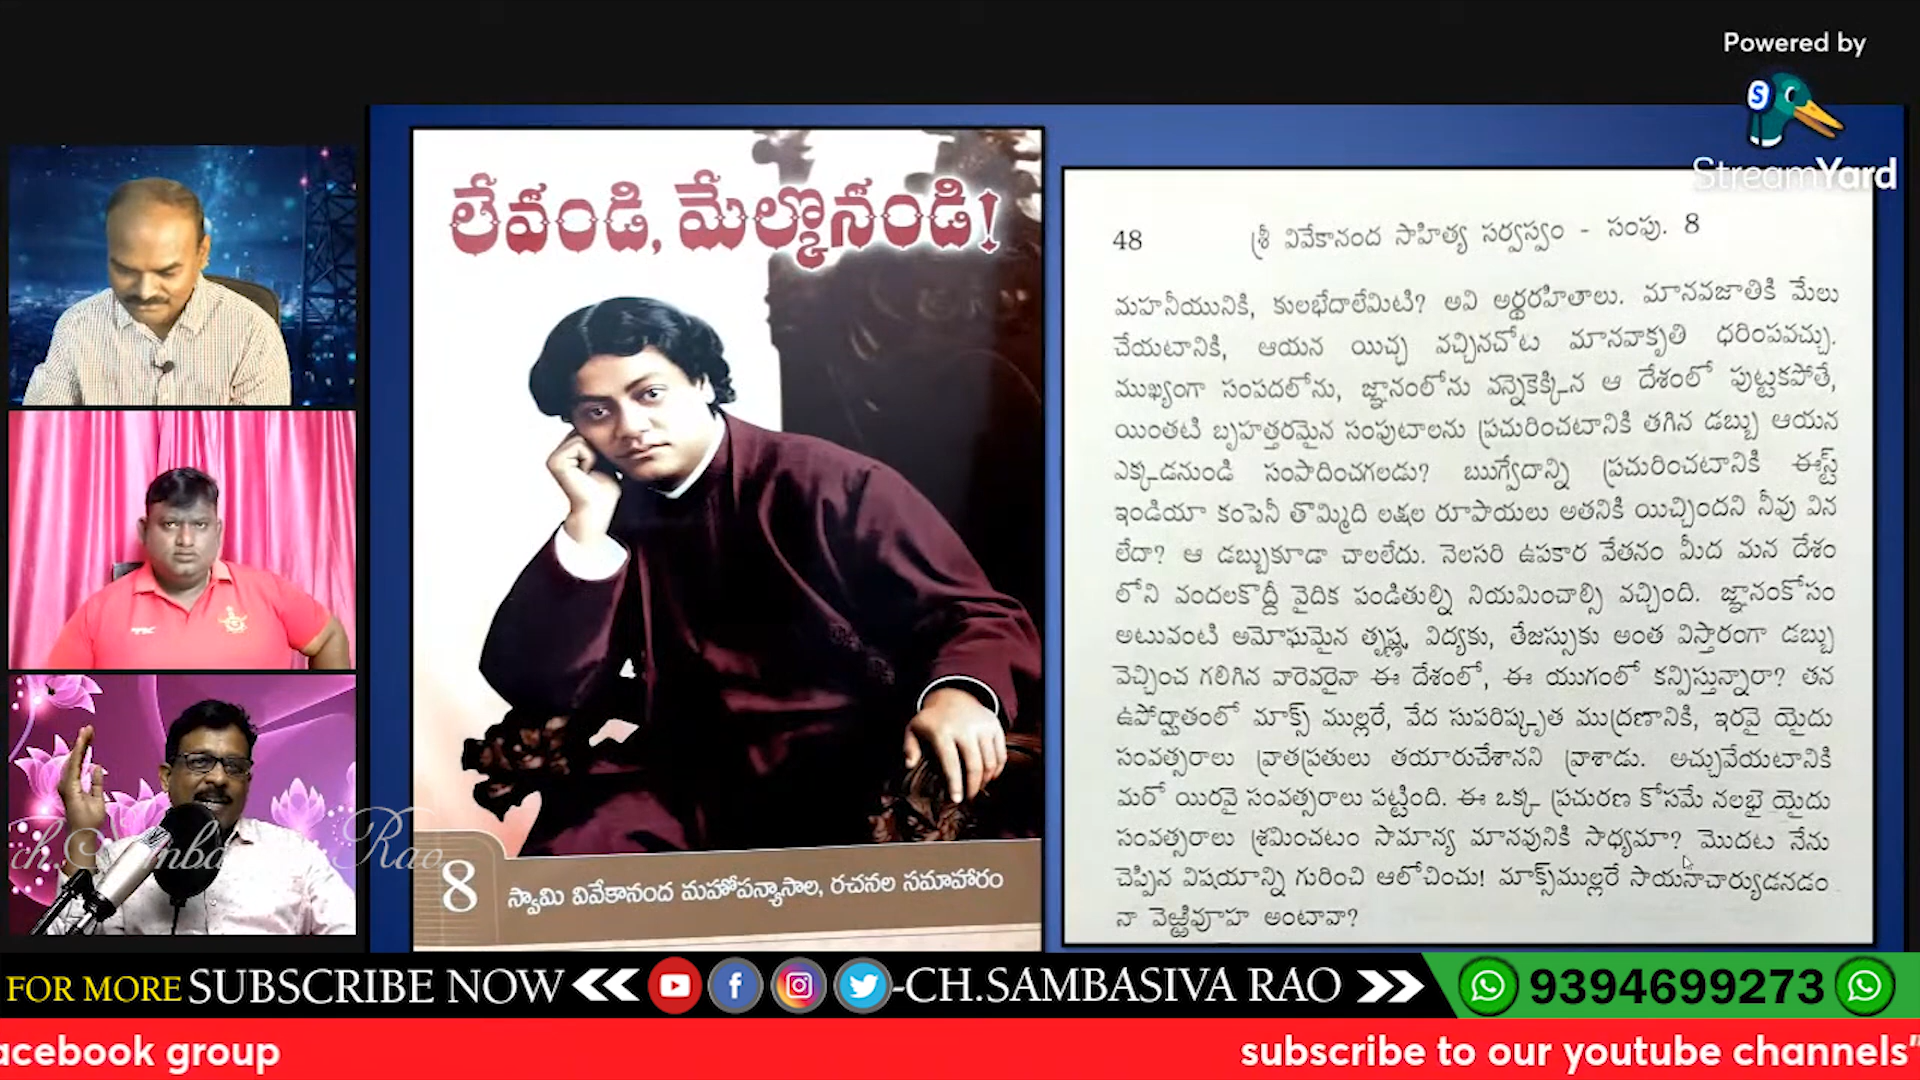 Powered by
StreamYard
లేవండి, మేల్కొనండి!
8 స్వామి వివేకానంద మహోపన్యాసాల, రచనల సమాహారం
48 శ్రీ వివేకానంద సాహిత్య సర్వస్వం - సంపు. 8
మహనీయునికి, కులభేదాలేమిటి? అవి అర్థరహితాలు. మానవజాతికి మేలు
చేయటానికి, ఆయన యిచ్ఛ వచ్చినచోట మానవాకృతి ధరింపవచ్చు.
ముఖ్యంగా సంపదలోను, జ్ఞానంలోను వన్నెకెక్కిన ఆ దేశంలో పుట్టకపోతే,
యింతటి బృహత్తరమైన సంపుటాలను ప్రచురించటానికి తగిన డబ్బు ఆయన
ఎక్కడనుండి సంపాదించగలడు? ఋగ్వేదాన్ని ప్రచురించటానికి ఈస్ట్
ఇండియా కంపెనీ తొమ్మిది లక్షల రూపాయలు అతనికి యిచ్చిందని నీవు విన
లేదా? ఆ డబ్బుకూడా చాలలేదు. నెలసరి ఉపకార వేతనం మీద మన దేశం
లోని వందలకొద్దీ వైదిక పండితుల్ని నియమించాల్సి వచ్చింది. జ్ఞానంకోసం
అటువంటి అమోఘమైన తృష్ణ, విద్యకు, తేజస్సుకు అంత విస్తారంగా డబ్బు
వెచ్చించ గలిగిన వారెవరైనా ఈ దేశంలో, ఈ యుగంలో కన్పిస్తున్నారా? తన
ఉపోద్ఘాతంలో మాక్స్ ముల్లరే, వేద సుపరిష్కృత ముద్రణానికి, ఇరవై యైదు
సంవత్సరాలు వ్రాతప్రతులు తయారుచేశానని వ్రాశాడు. అచ్చువేయటానికి
మరో యిరవై సంవత్సరాలు పట్టింది. ఈ ఒక్క ప్రచురణ కోసమే నలభై యైదు
సంవత్సరాలు శ్రమించటం సామాన్య మానవునికి సాధ్యమా? మొదట నేను
చెప్పిన విషయాన్ని గురించి ఆలోచించు! మాక్స్‌ముల్లరే సాయనాచార్యుడనడం
నా వెఱ్ఱివూహ అంటావా?
ch.Sambasiva Rao
FOR MORE SUBSCRIBE NOW -CH.SAMBASIVA RAO 9394699273
acebook group subscribe to our youtube channels"